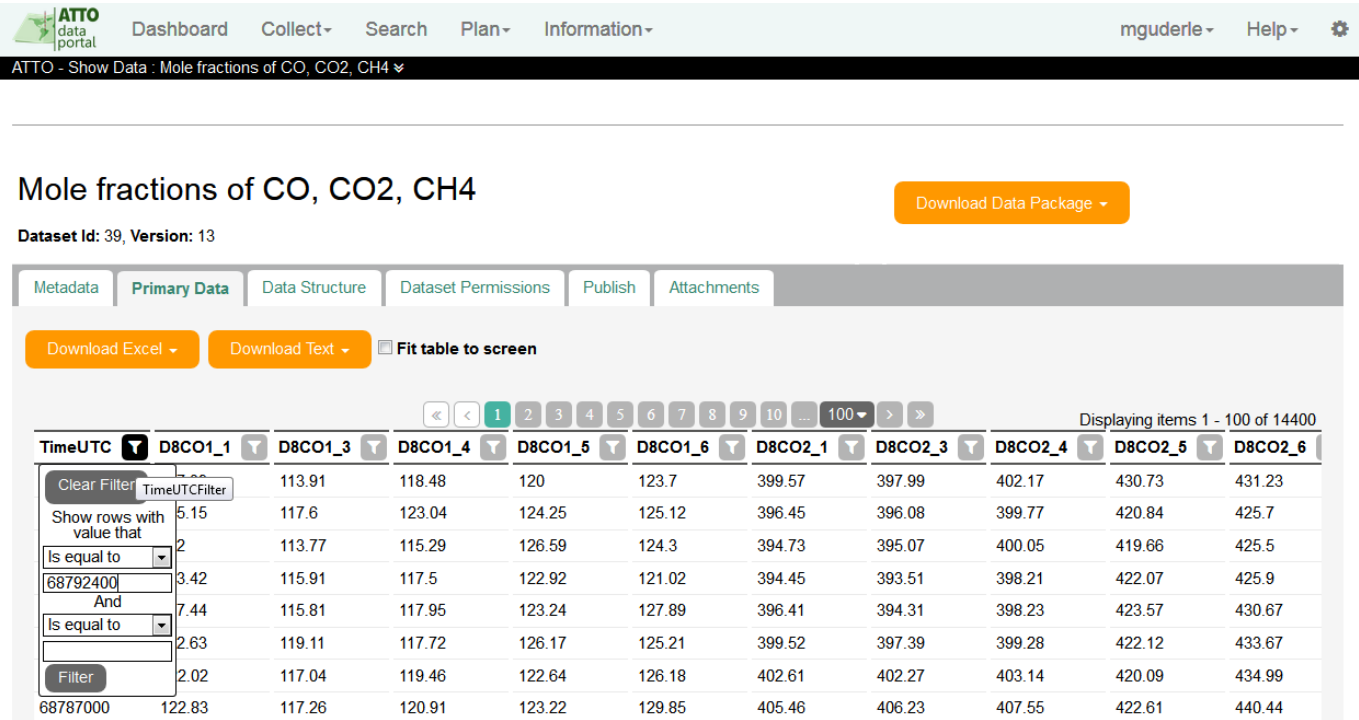 ATTO
data
portal
Dashboard Collect Search Plan Information mguderle Help
ATTO - Show Data : Mole fractions of CO, CO2, CH4
Mole fractions of CO, CO2, CH4
Download Data Package
Dataset Id: 39, Version: 13
Metadata Primary Data Data Structure Dataset Permissions Publish Attachments
Download Excel Download Text Fit table to screen
« < 1 2 3 4 5 6 7 8 9 10 ... 100 > »
Displaying items 1 - 100 of 14400
TimeUTC D8CO1_1 D8CO1_3 D8CO1_4 D8CO1_5 D8CO1_6 D8CO2_1 D8CO2_3 D8CO2_4 D8CO2_5 D8CO2_6
Clear Filter
TimeUTCFilter
Show rows with
value that
Is equal to
68792400
And
Is equal to
Filter
113.91 118.48 120 123.7 399.57 397.99 402.17 430.73 431.23
5.15 117.6 123.04 124.25 125.12 396.45 396.08 399.77 420.84 425.7
2 113.77 115.29 126.59 124.3 394.73 395.07 400.05 419.66 425.5
3.42 115.91 117.5 122.92 121.02 394.45 393.51 398.21 422.07 425.9
7.44 115.81 117.95 123.24 127.89 396.41 394.31 398.23 423.57 430.67
2.63 119.11 117.72 126.17 125.21 399.52 397.39 399.28 422.12 433.67
2.02 117.04 119.46 122.64 126.18 402.61 402.27 403.14 420.09 434.99
68787000 122.83 117.26 120.91 123.22 129.85 405.46 406.23 407.55 422.61 440.44